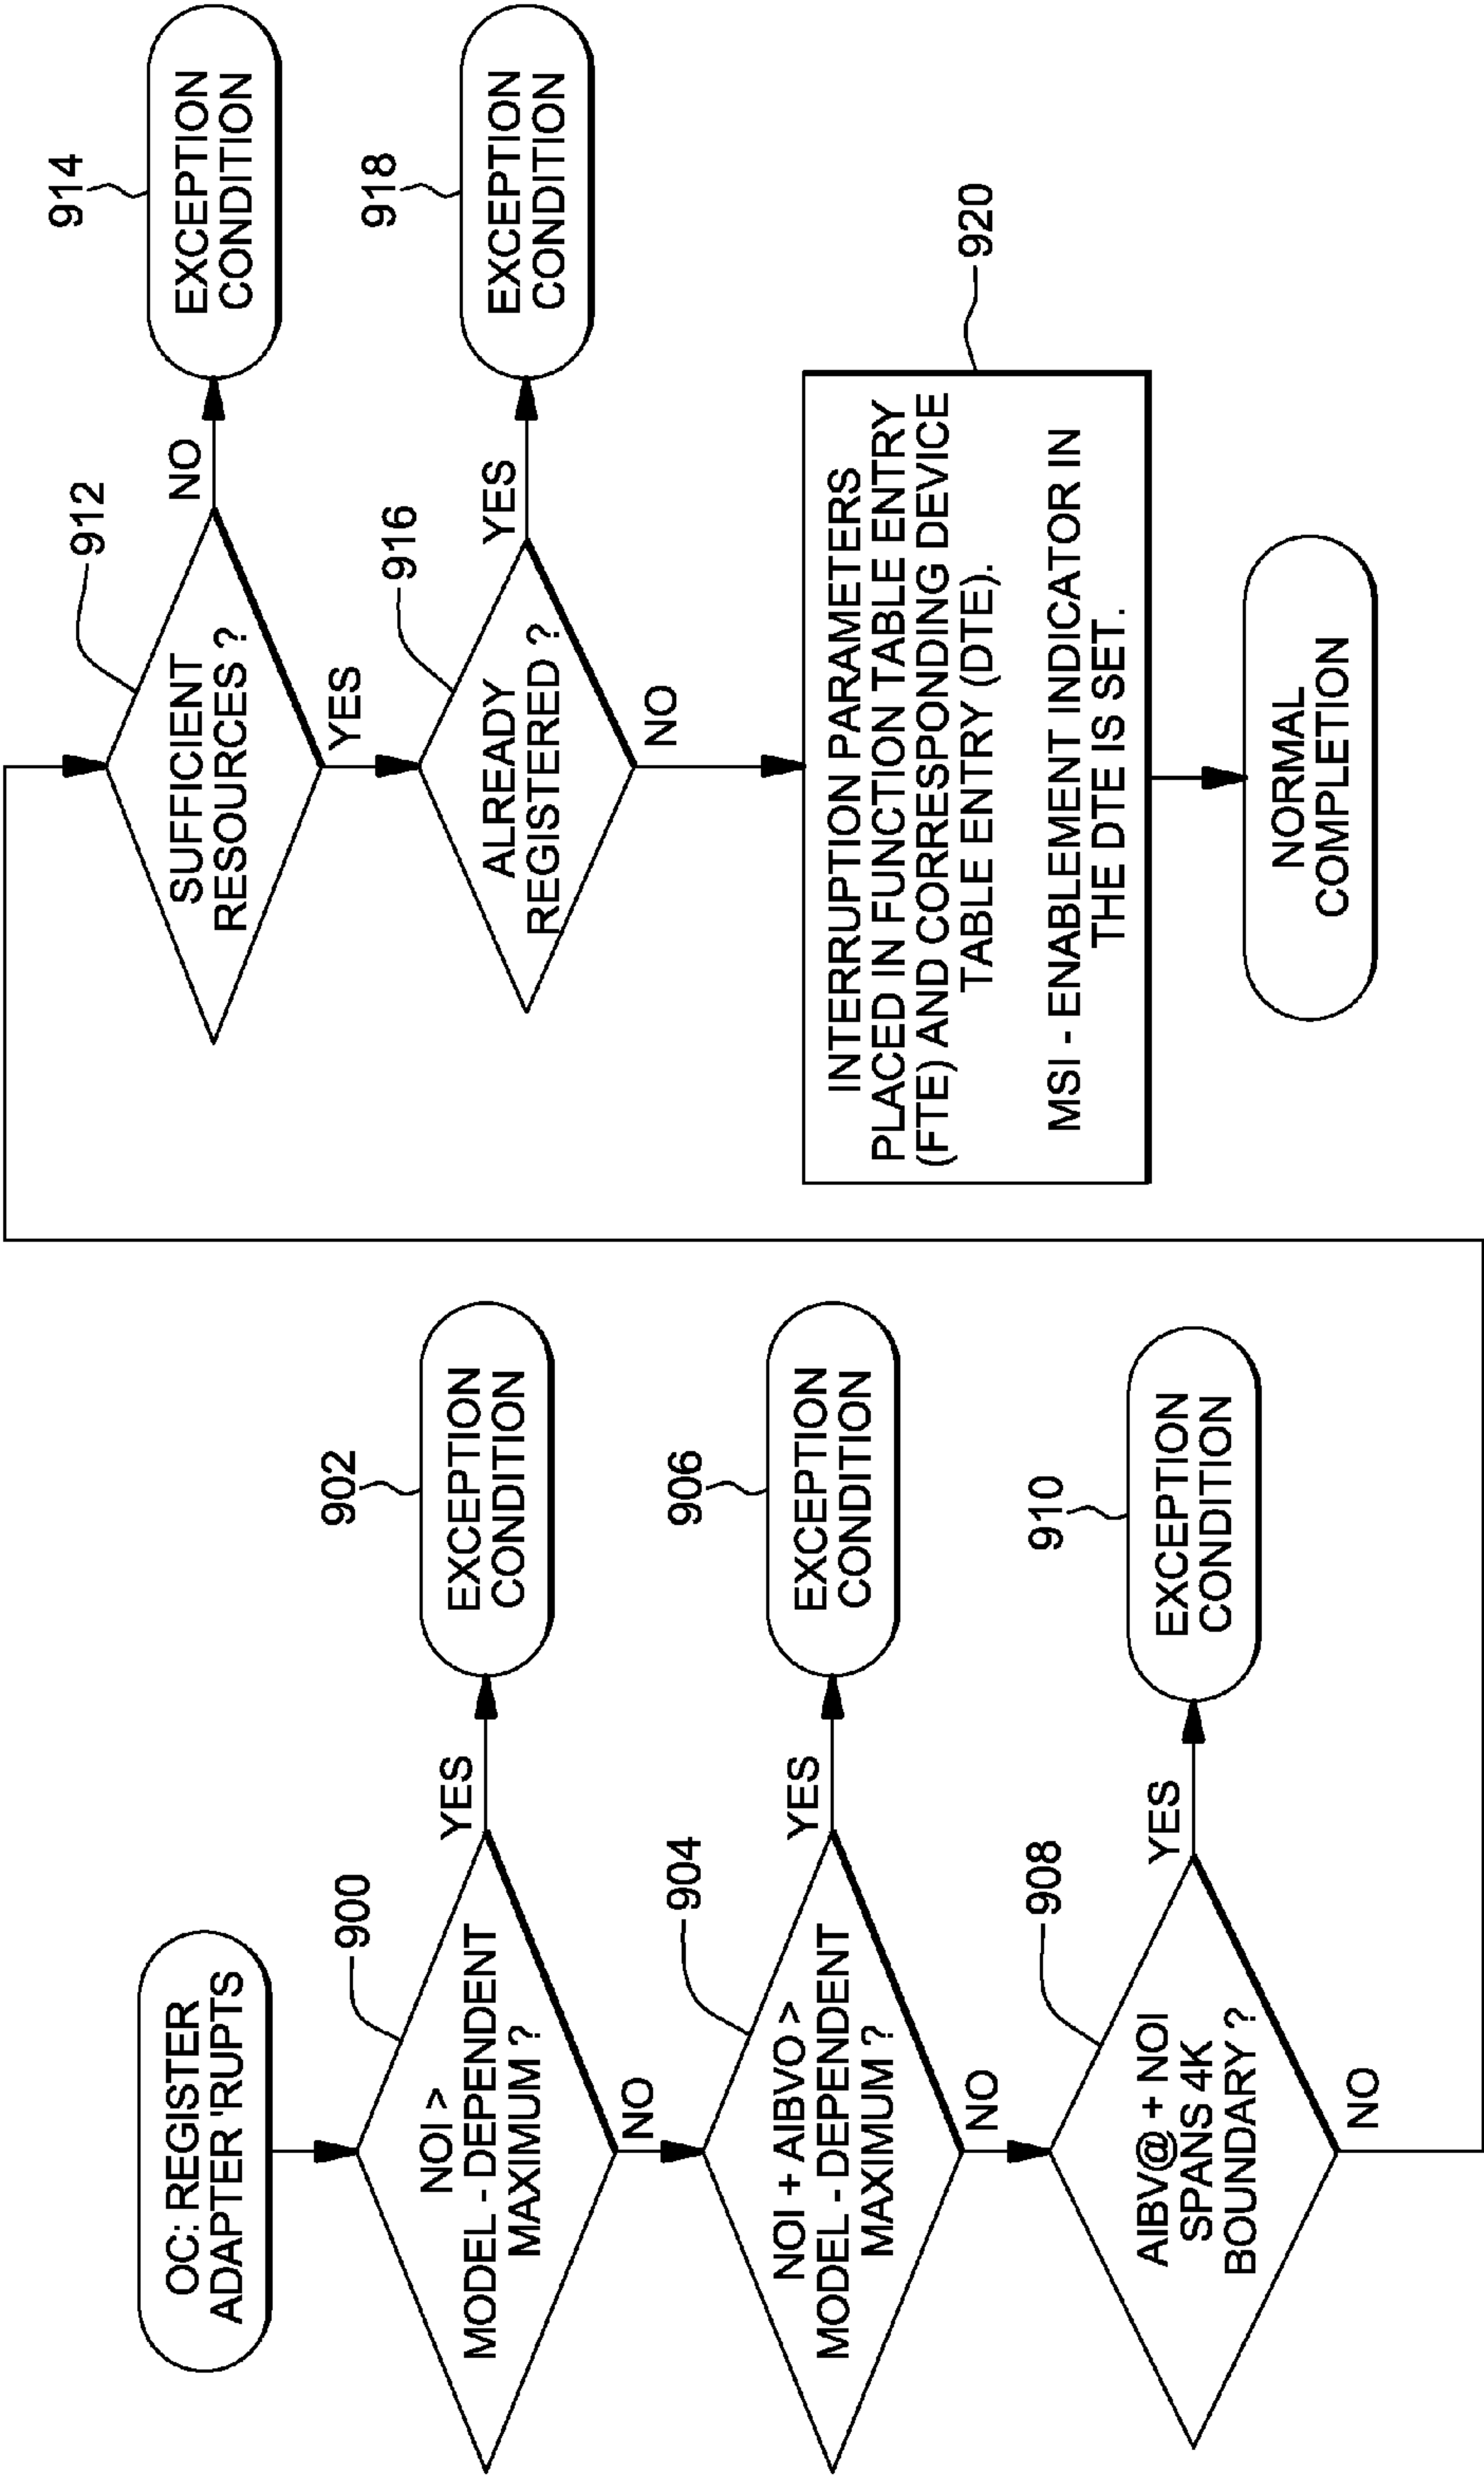 OC: REGISTER
ADAPTER 'RUPTS
900
NOI >
MODEL - DEPENDENT
MAXIMUM ?
YES
902
EXCEPTION
CONDITION
NO
904
NOI + AIBVO >
MODEL - DEPENDENT
MAXIMUM ?
YES
906
EXCEPTION
CONDITION
NO
908
AIBV@ + NOI
SPANS 4K
BOUNDARY ?
YES
910
EXCEPTION
CONDITION
NO
912
SUFFICIENT
RESOURCES ?
NO
914
EXCEPTION
CONDITION
YES
916
ALREADY
REGISTERED ?
YES
918
EXCEPTION
CONDITION
NO
920
INTERRUPTION PARAMETERS
PLACED IN FUNCTION TABLE ENTRY
(FTE) AND CORRESPONDING DEVICE
TABLE ENTRY (DTE).
MSI - ENABLEMENT INDICATOR IN
THE DTE IS SET.
NORMAL
COMPLETION